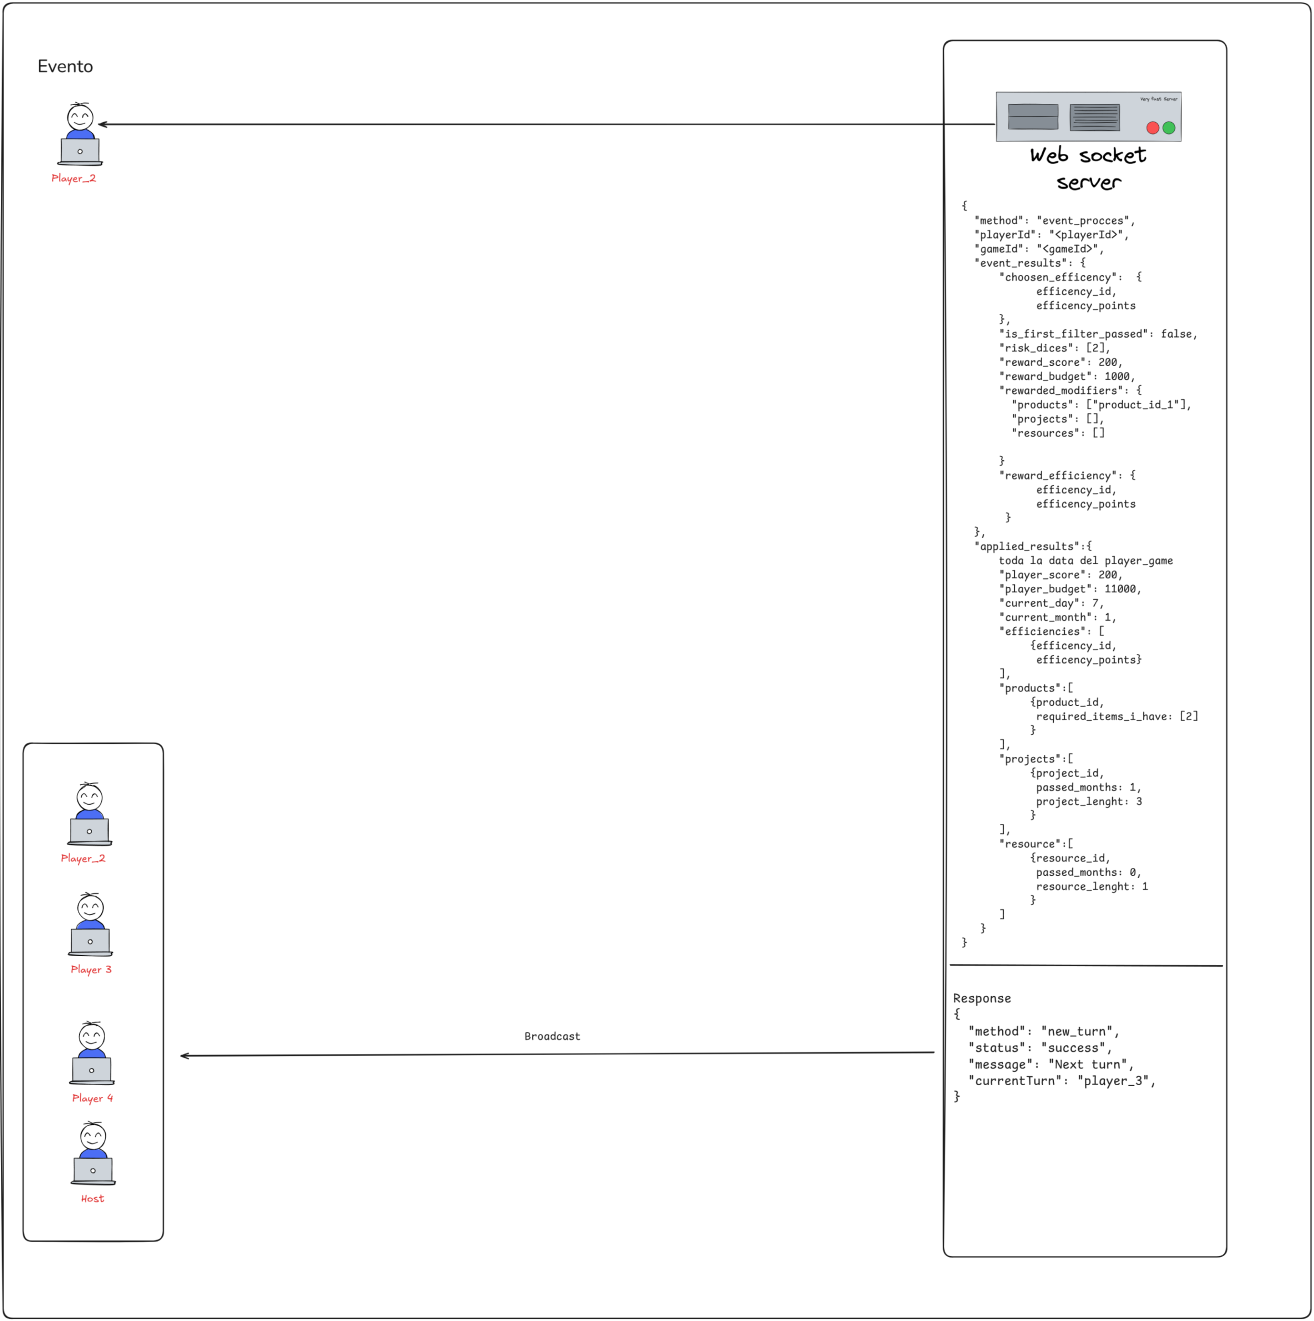 Evento
Very Fast Server
Player_2
Web socket
server
{
"method": "event_procces",
"playerId": "<playerId>",
"gameId": "<gameId>",
"event_results": {
"choosen_efficency":  {
efficency_id,
efficency_points
},
"is_first_filter_passed": false,
"risk_dices": [2],
"reward_score": 200,
"reward_budget": 1000,
"rewarded_modifiers": {
"products": ["product_id_1"],
"projects": [],
"resources": []
}
"reward_efficiency": {
efficency_id,
efficency_points
}
},
"applied_results":{
toda la data del player_game
"player_score": 200,
"player_budget": 11000,
"current_day": 7,
"current_month": 1,
"efficiencies": [
{efficency_id,
efficency_points}
],
"products":[
{product_id,
required_items_i_have: [2]
}
],
"projects":[
{project_id,
passed_months: 1,
project_lenght: 3
}
],
"resource":[
{resource_id,
passed_months: 0,
resource_lenght: 1
}
]
}
}
Player_2
Player 3
Player 4
Host
Broadcast
Response
{
"method": "new_turn",
"status": "success",
"message": "Next turn",
"currentTurn": "player_3",
}